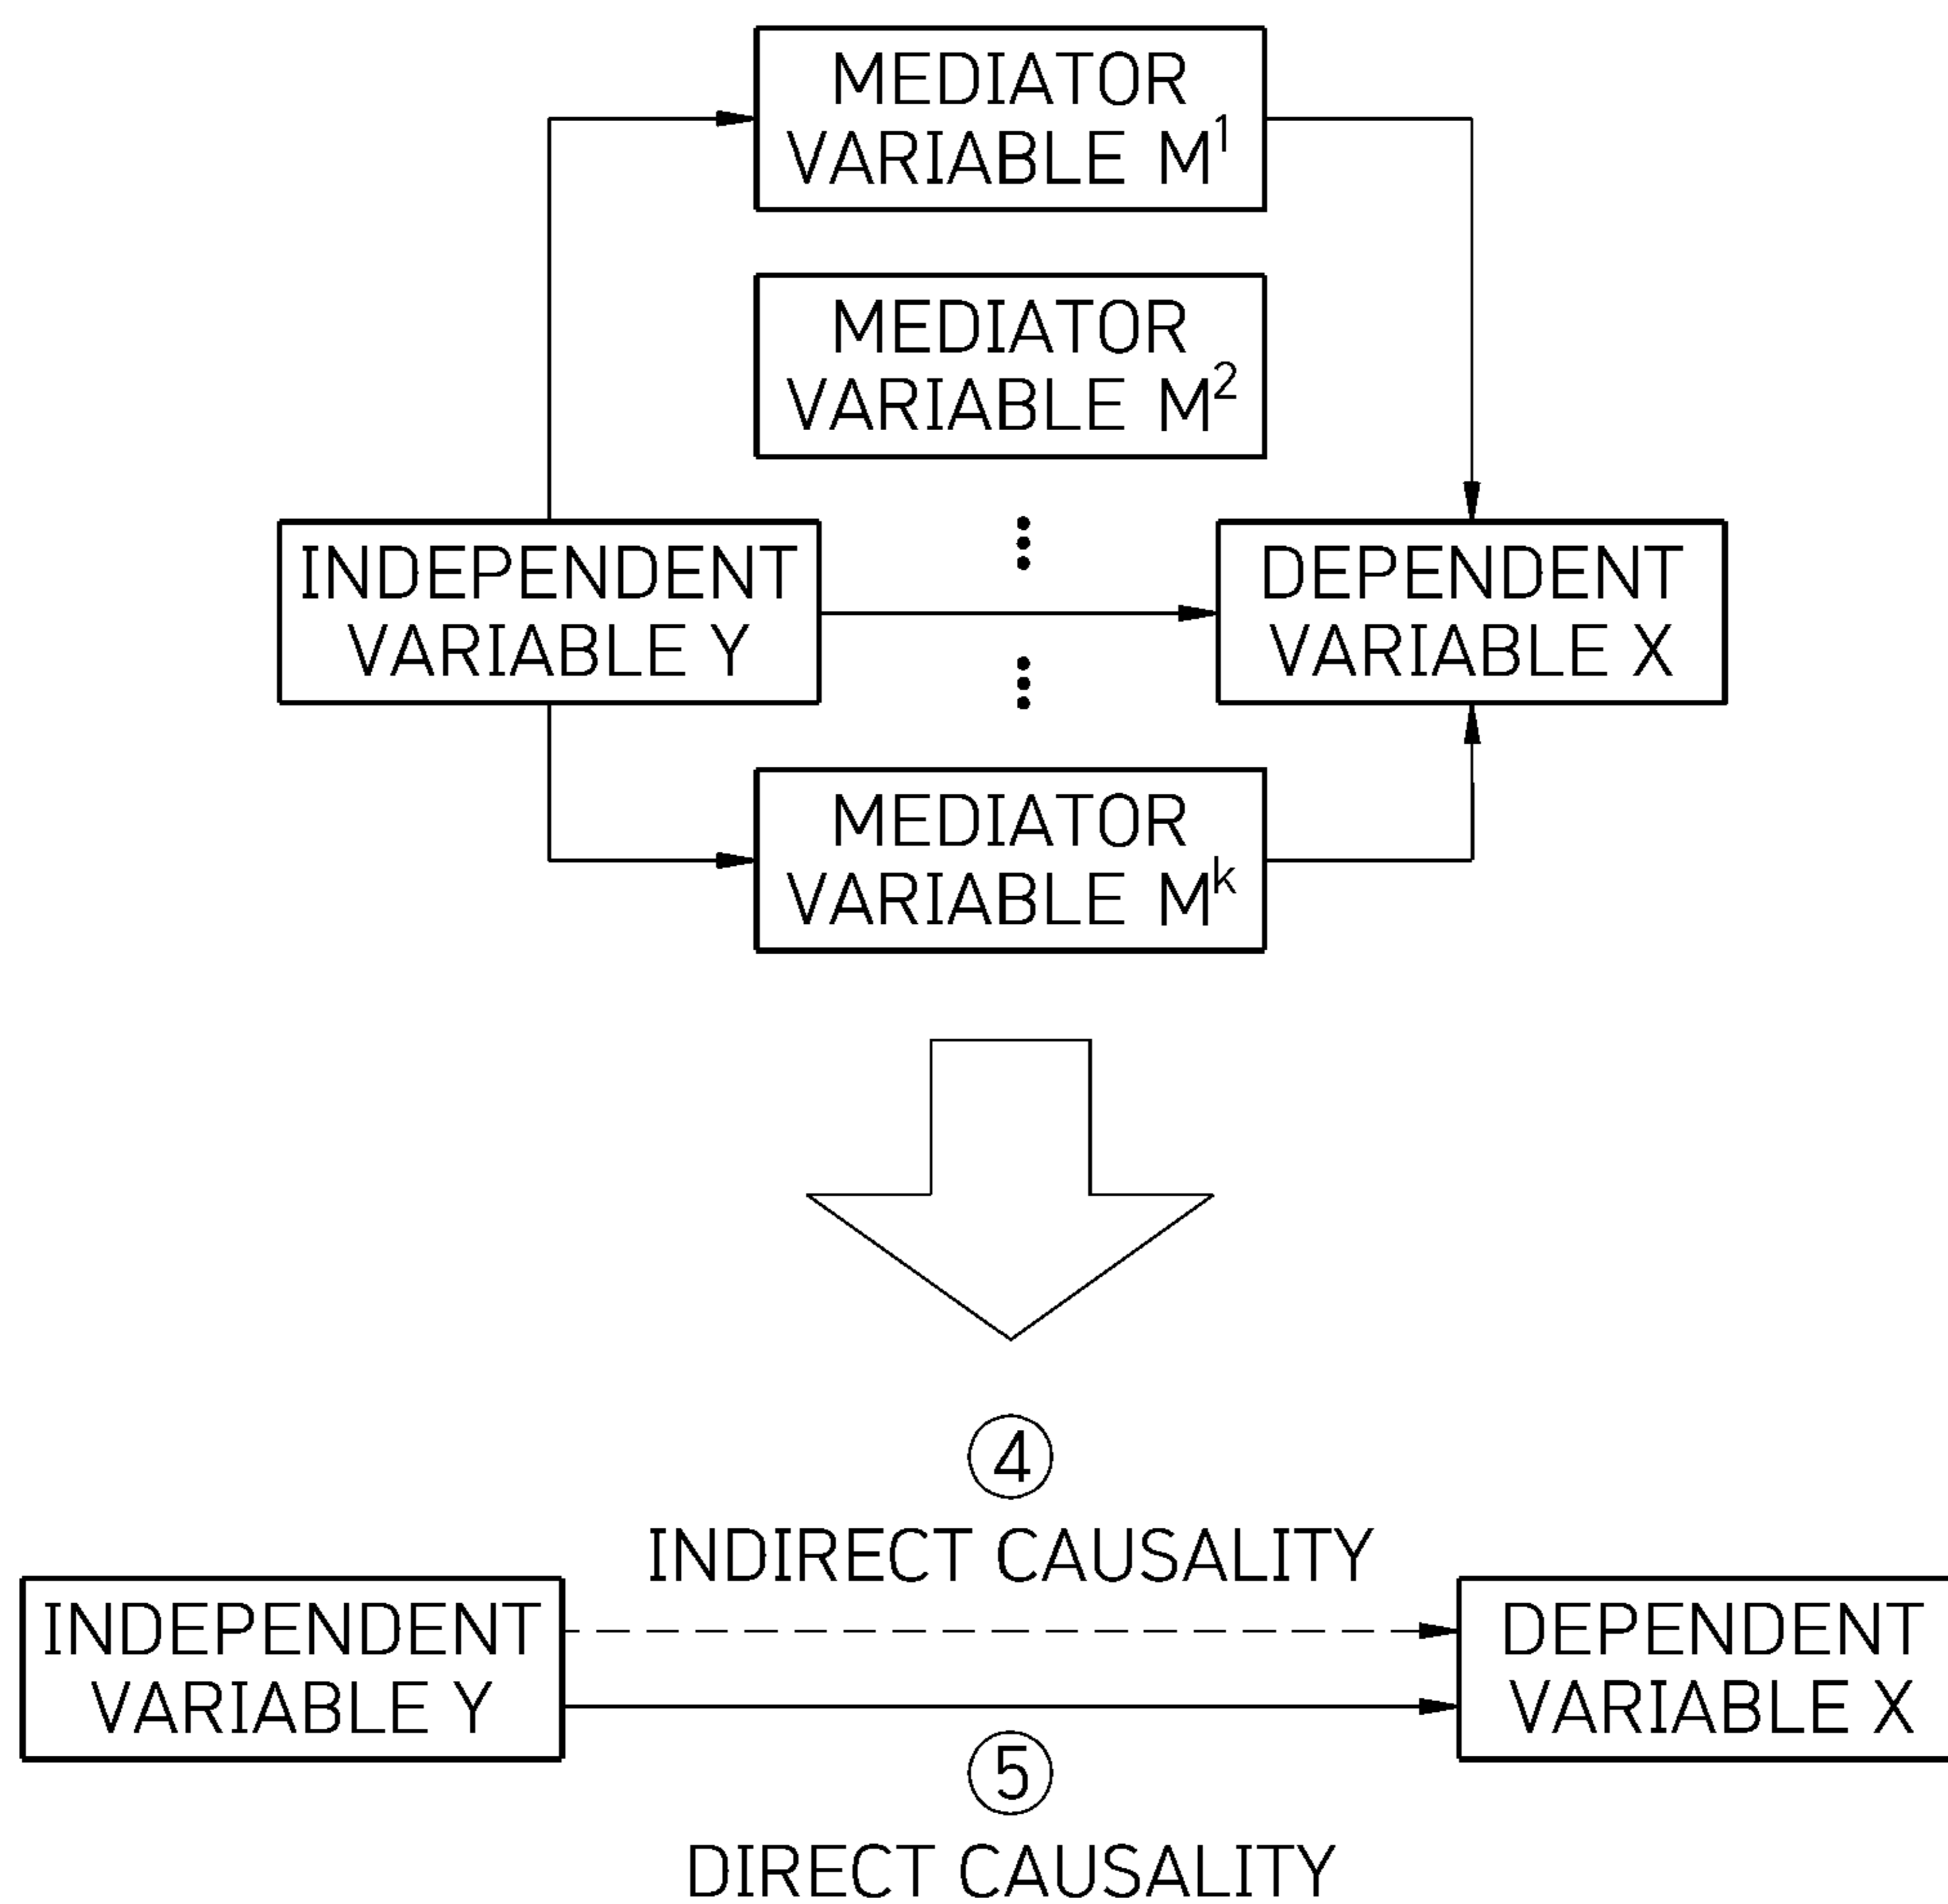 MEDIATOR
VARIABLE M¹
MEDIATOR
VARIABLE M²
INDEPENDENT
VARIABLE Y
DEPENDENT
VARIABLE X
MEDIATOR
VARIABLE Mᵏ
④
INDIRECT CAUSALITY
INDEPENDENT
VARIABLE Y
DEPENDENT
VARIABLE X
⑤
DIRECT CAUSALITY